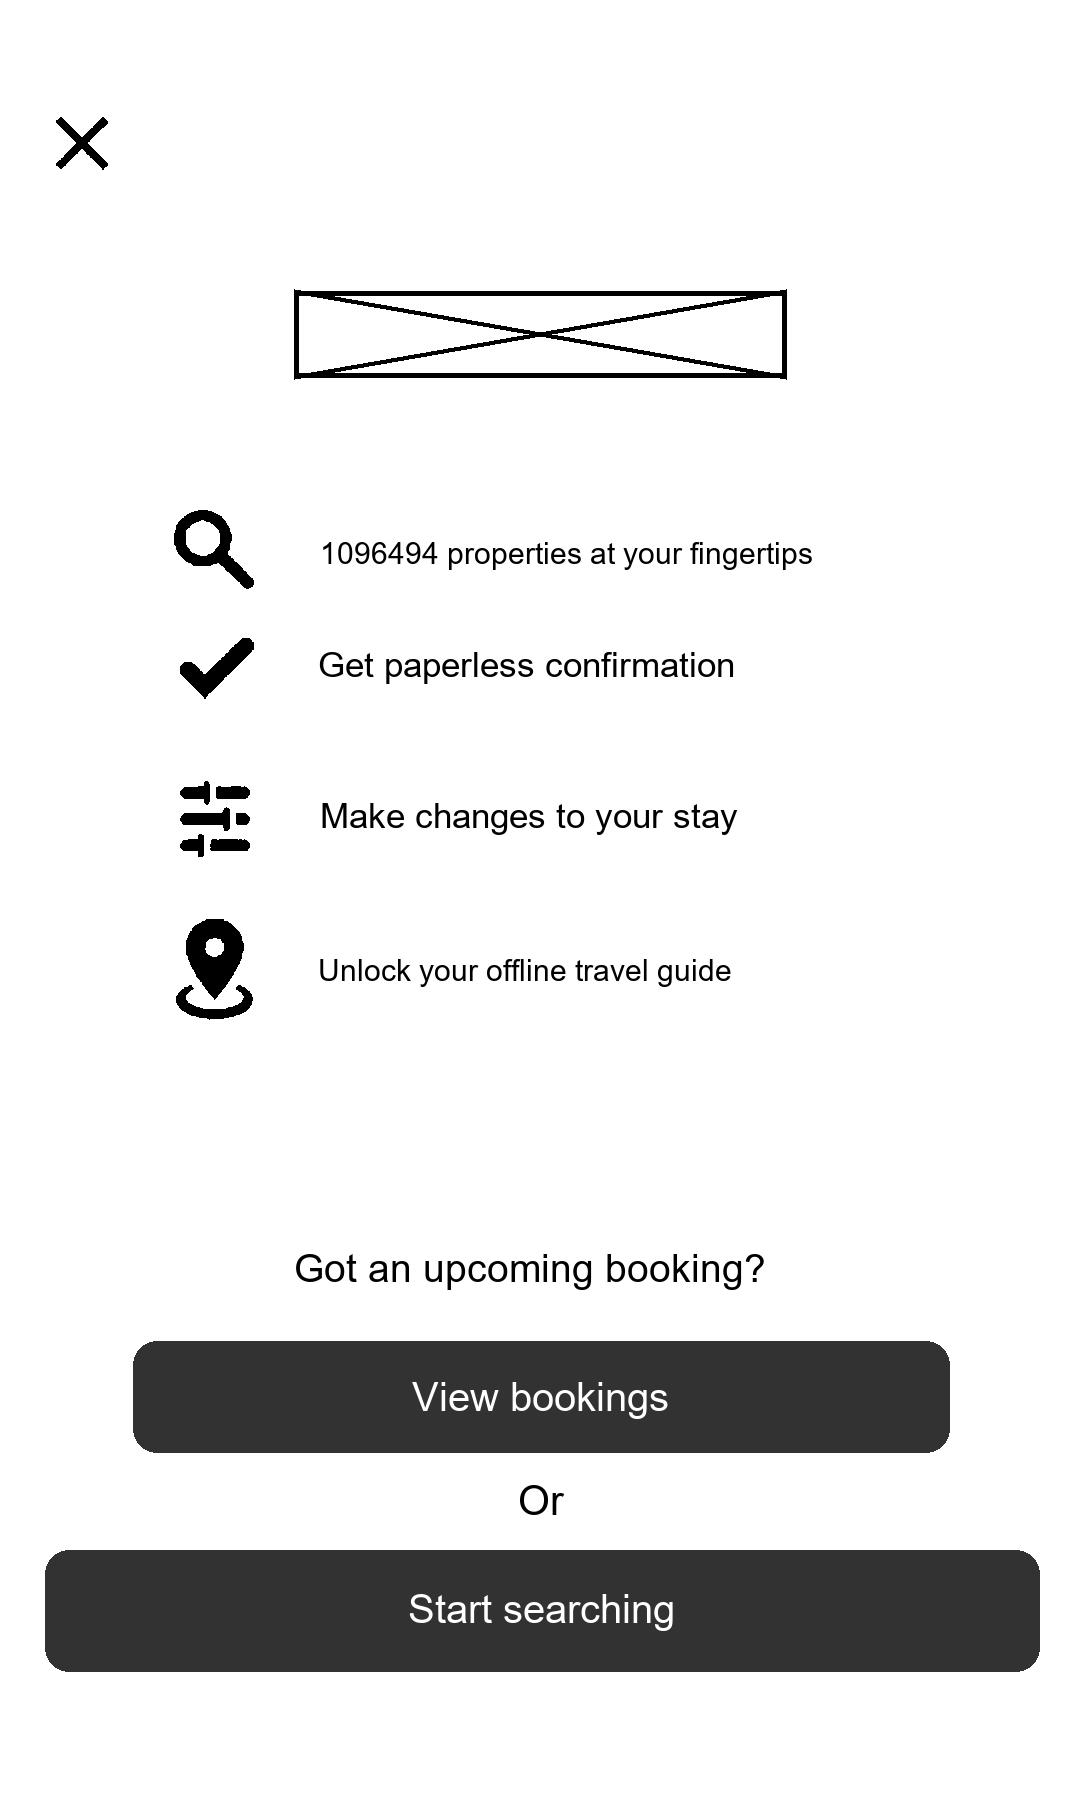 1096494 properties at your fingertips
Get paperless confirmation
Make changes to your stay
Unlock your offline travel guide
Got an upcoming booking?
View bookings
Or
Start searching